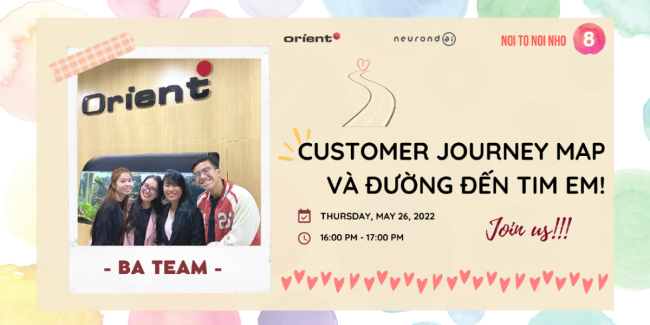 orient
neurond ai
NOI TO NOI NHO 8
Orient
CUSTOMER JOURNEY MAP
VÀ ĐƯỜNG ĐẾN TIM EM!
THURSDAY, MAY 26, 2022
16:00 PM - 17:00 PM
Join us!!!
- BA TEAM -